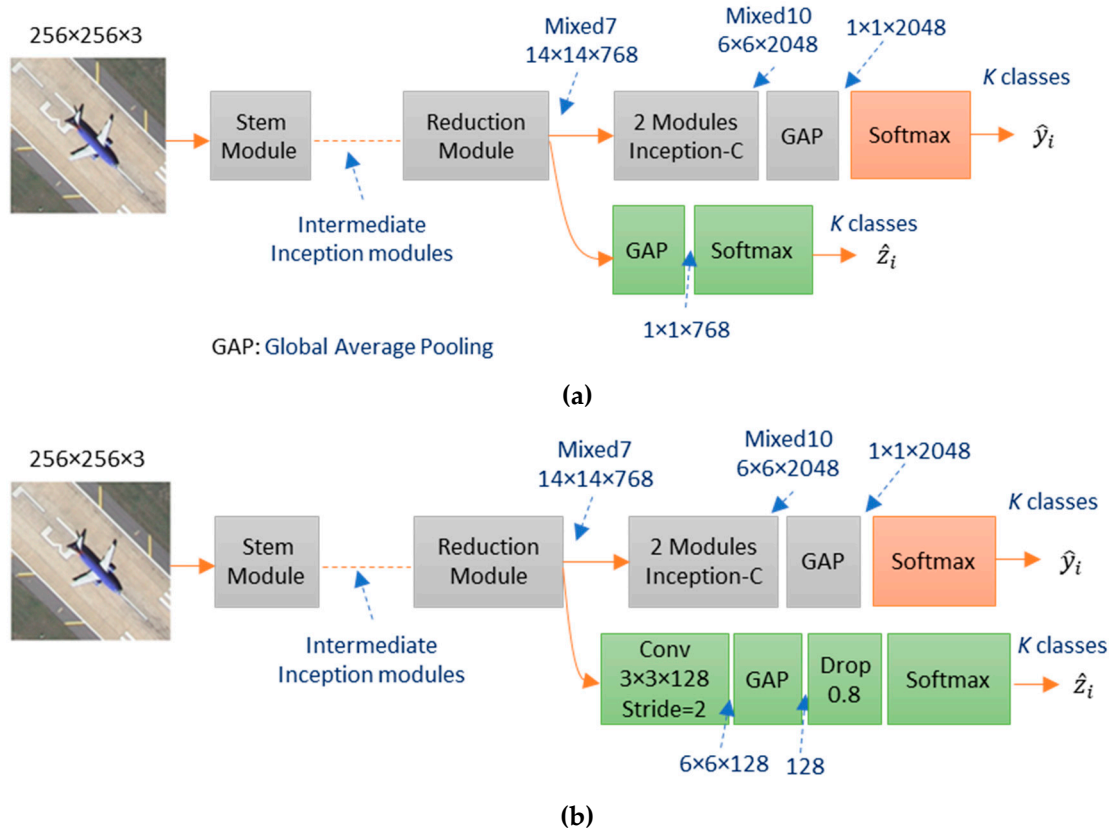 256×256×3
Mixed7
14×14×768
Mixed10
6×6×2048
1×1×2048
K classes
Stem
Module
Reduction
Module
2 Modules
Inception-C
GAP
Softmax
ŷᵢ
Intermediate
Inception modules
GAP
Softmax
K classes
ẑᵢ
1×1×768
GAP: Global Average Pooling
(a)
256×256×3
Mixed7
14×14×768
Mixed10
6×6×2048
1×1×2048
K classes
Stem
Module
Reduction
Module
2 Modules
Inception-C
GAP
Softmax
ŷᵢ
Intermediate
Inception modules
Conv
3×3×128
Stride=2
GAP
Drop
0.8
Softmax
K classes
ẑᵢ
6×6×128
128
(b)